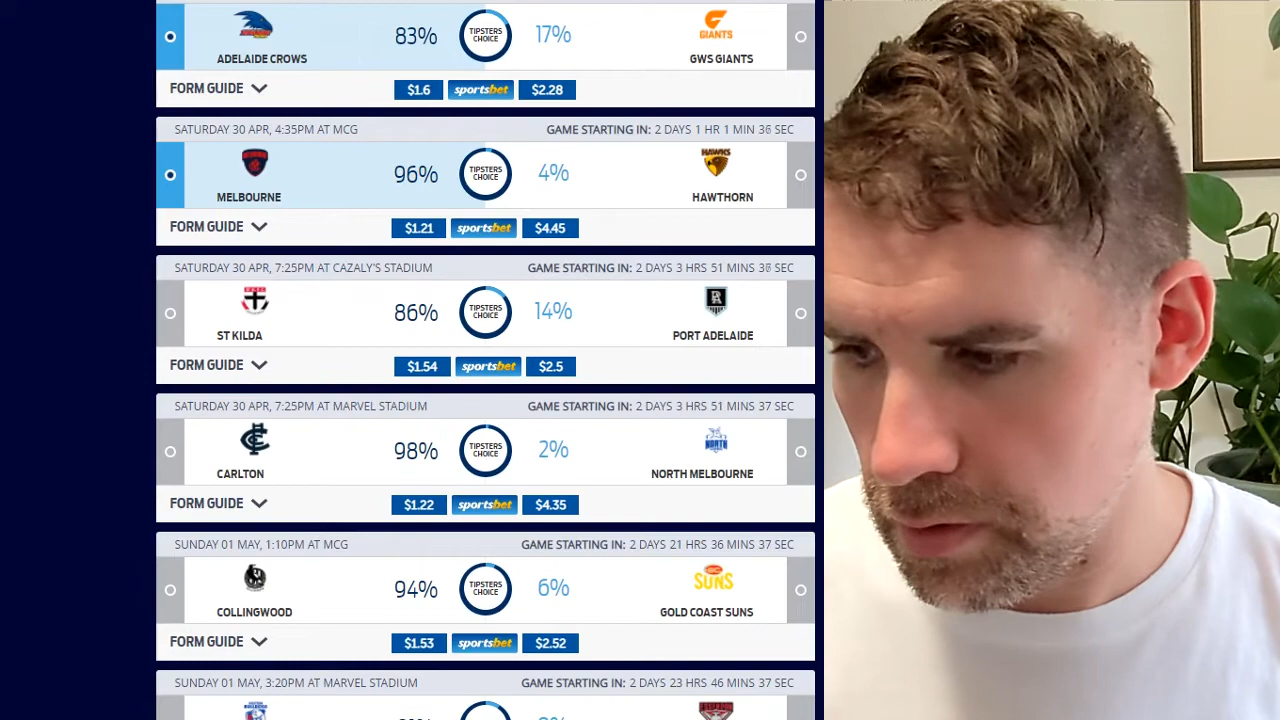 83% TIPSTERS CHOICE 17%
GIANTS
ADELAIDE CROWS GWS GIANTS
FORM GUIDE $1.6 sportsbet $2.28
SATURDAY 30 APR, 4:35PM AT MCG GAME STARTING IN: 2 DAYS 1 HR 1 MIN 36 SEC
HAWKS
96% TIPSTERS CHOICE 4%
MELBOURNE HAWTHORN
FORM GUIDE $1.21 sportsbet $4.45
SATURDAY 30 APR, 7:25PM AT CAZALY'S STADIUM GAME STARTING IN: 2 DAYS 3 HRS 51 MINS 36 SEC
86% TIPSTERS CHOICE 14%
ST KILDA PORT ADELAIDE
FORM GUIDE $1.54 sportsbet $2.5
SATURDAY 30 APR, 7:25PM AT MARVEL STADIUM GAME STARTING IN: 2 DAYS 3 HRS 51 MINS 37 SEC
98% TIPSTERS CHOICE 2% NORTH
CARLTON NORTH MELBOURNE
FORM GUIDE $1.22 sportsbet $4.35
SUNDAY 01 MAY, 1:10PM AT MCG GAME STARTING IN: 2 DAYS 21 HRS 36 MINS 37 SEC
94% TIPSTERS CHOICE 6% SUNS
COLLINGWOOD GOLD COAST SUNS
FORM GUIDE $1.53 sportsbet $2.52
SUNDAY 01 MAY, 3:20PM AT MARVEL STADIUM GAME STARTING IN: 2 DAYS 23 HRS 46 MINS 37 SEC